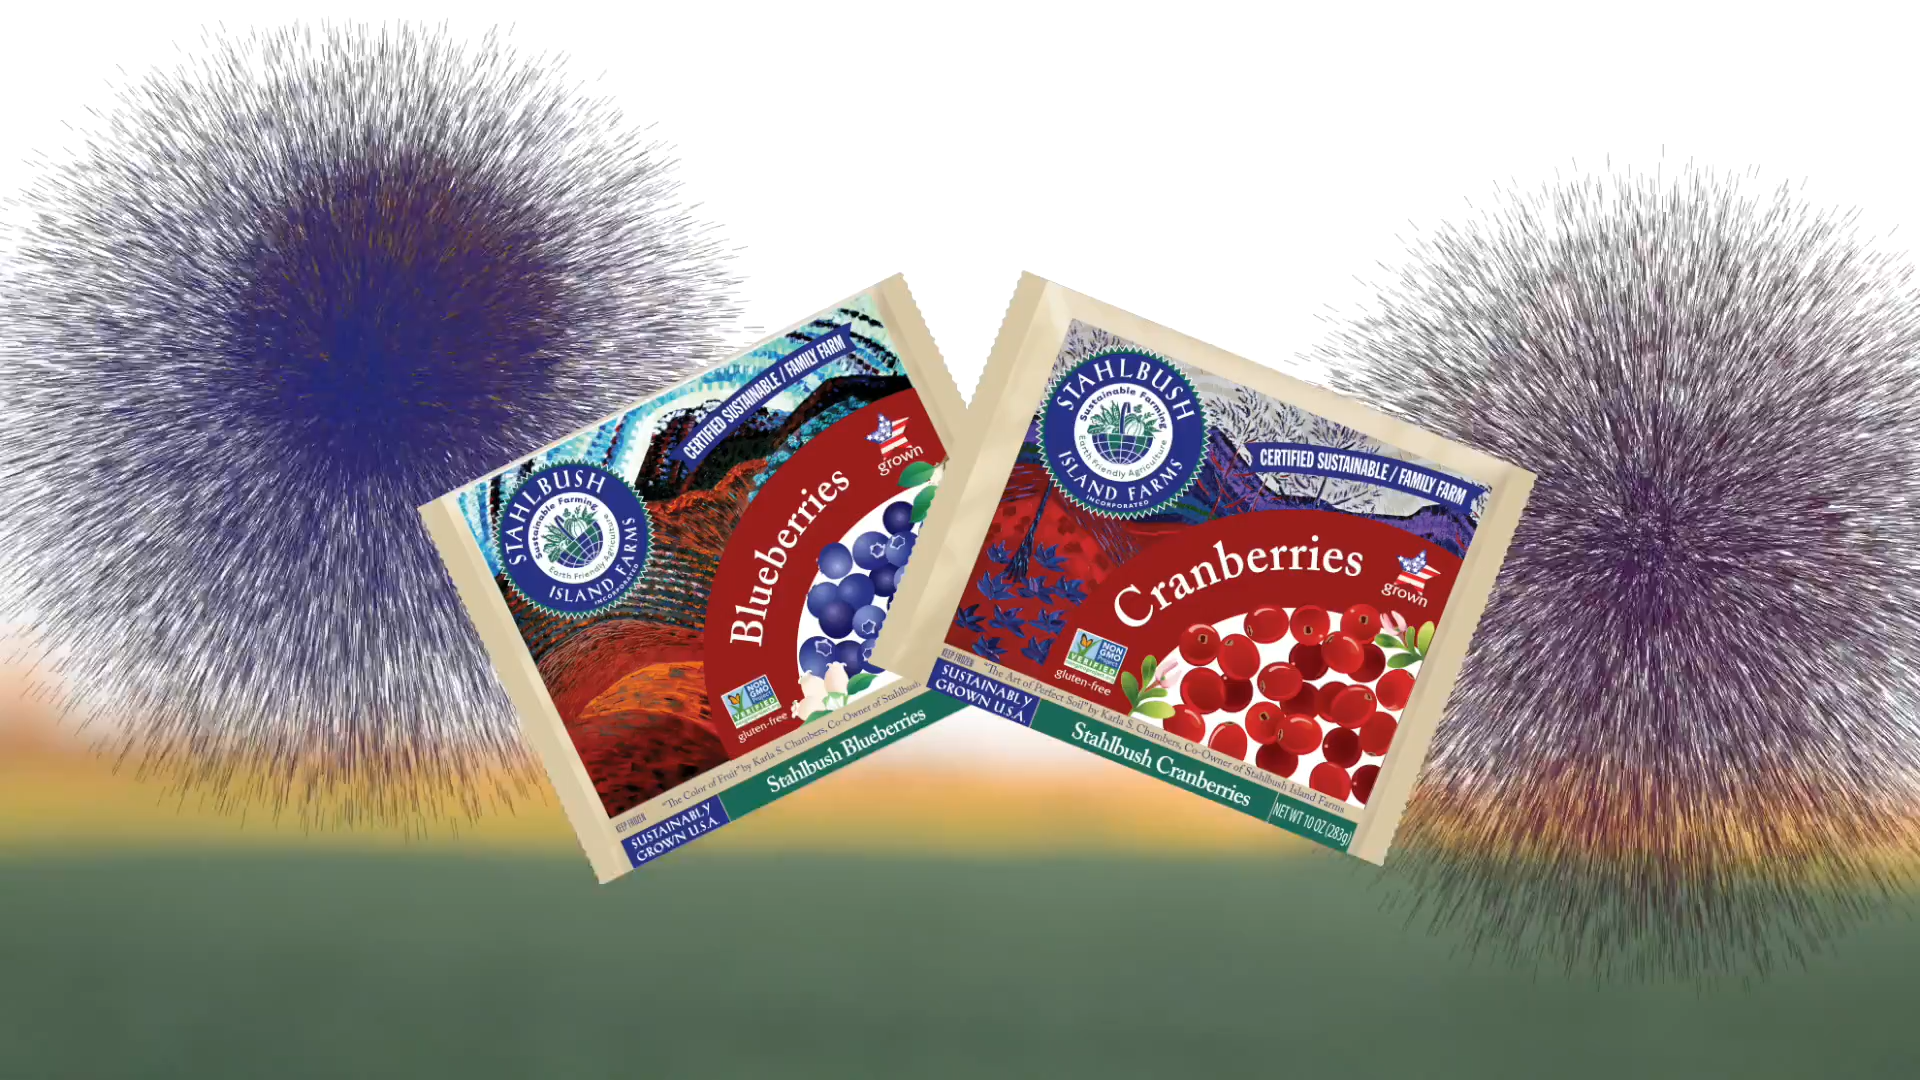 CERTIFIED SUSTAINABLE / FAMILY FARM
STAHLBUSH
Sustainable Farming
Earth Friendly Agriculture
ISLAND FARMS
INCORPORATED
grown
Blueberries
NON
GMO
Project
VERIFIED
gluten-free
"The Color of Fruit" by Karla S. Chambers, Co-Owner of Stahlbush
KEEP FROZEN
SUSTAINABLY
GROWN U.S.A.
Stahlbush Blueberries
STAHLBUSH
Sustainable Farming
Earth Friendly Agriculture
ISLAND FARMS
INCORPORATED
CERTIFIED SUSTAINABLE / FAMILY FARM
Cranberries
grown
NON
GMO
Project
VERIFIED
gluten-free
KEEP FROZEN
"The Art of Perfect Soil" by Karla S. Chambers, Co-Owner of Stahlbush Island Farms
SUSTAINABLY
GROWN U.S.A.
Stahlbush Cranberries
NET WT 10 OZ (283g)